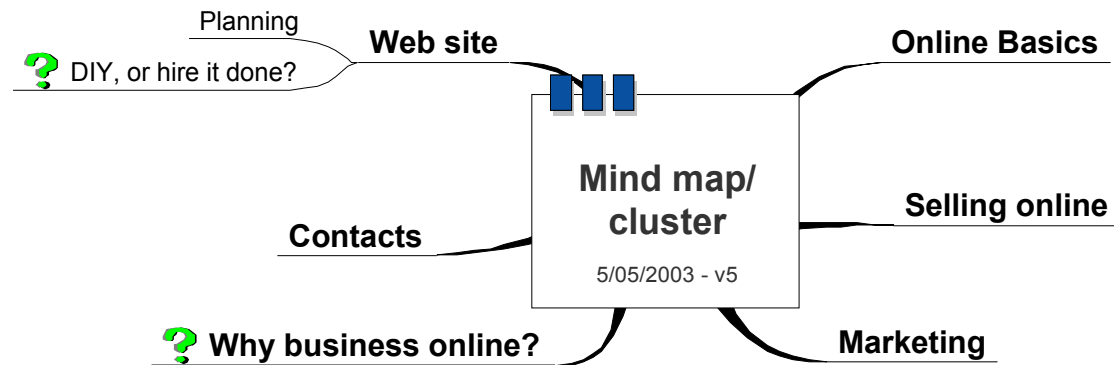 Planning
DIY, or hire it done?
Web site
Online Basics
Mind map/
cluster
5/05/2003 - v5
Selling online
Contacts
Why business online?
Marketing